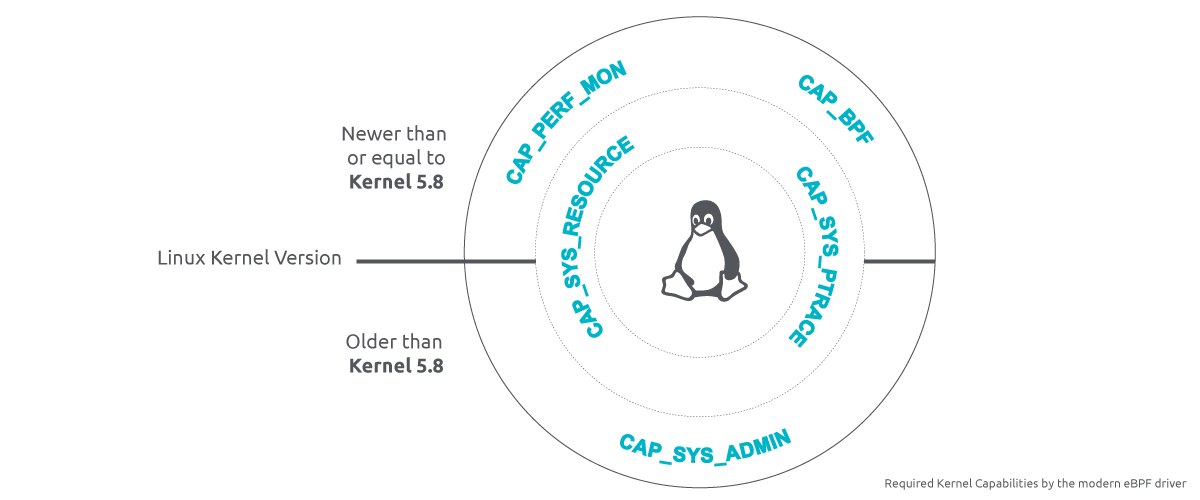 CAP_PERF_MON
CAP_BPF
Newer than
or equal to
Kernel 5.8
CAP_SYS_RESOURCE
CAP_SYS_PTRACE
Linux Kernel Version
Older than
Kernel 5.8
CAP_SYS_ADMIN
Required Kernel Capabilities by the modern eBPF driver